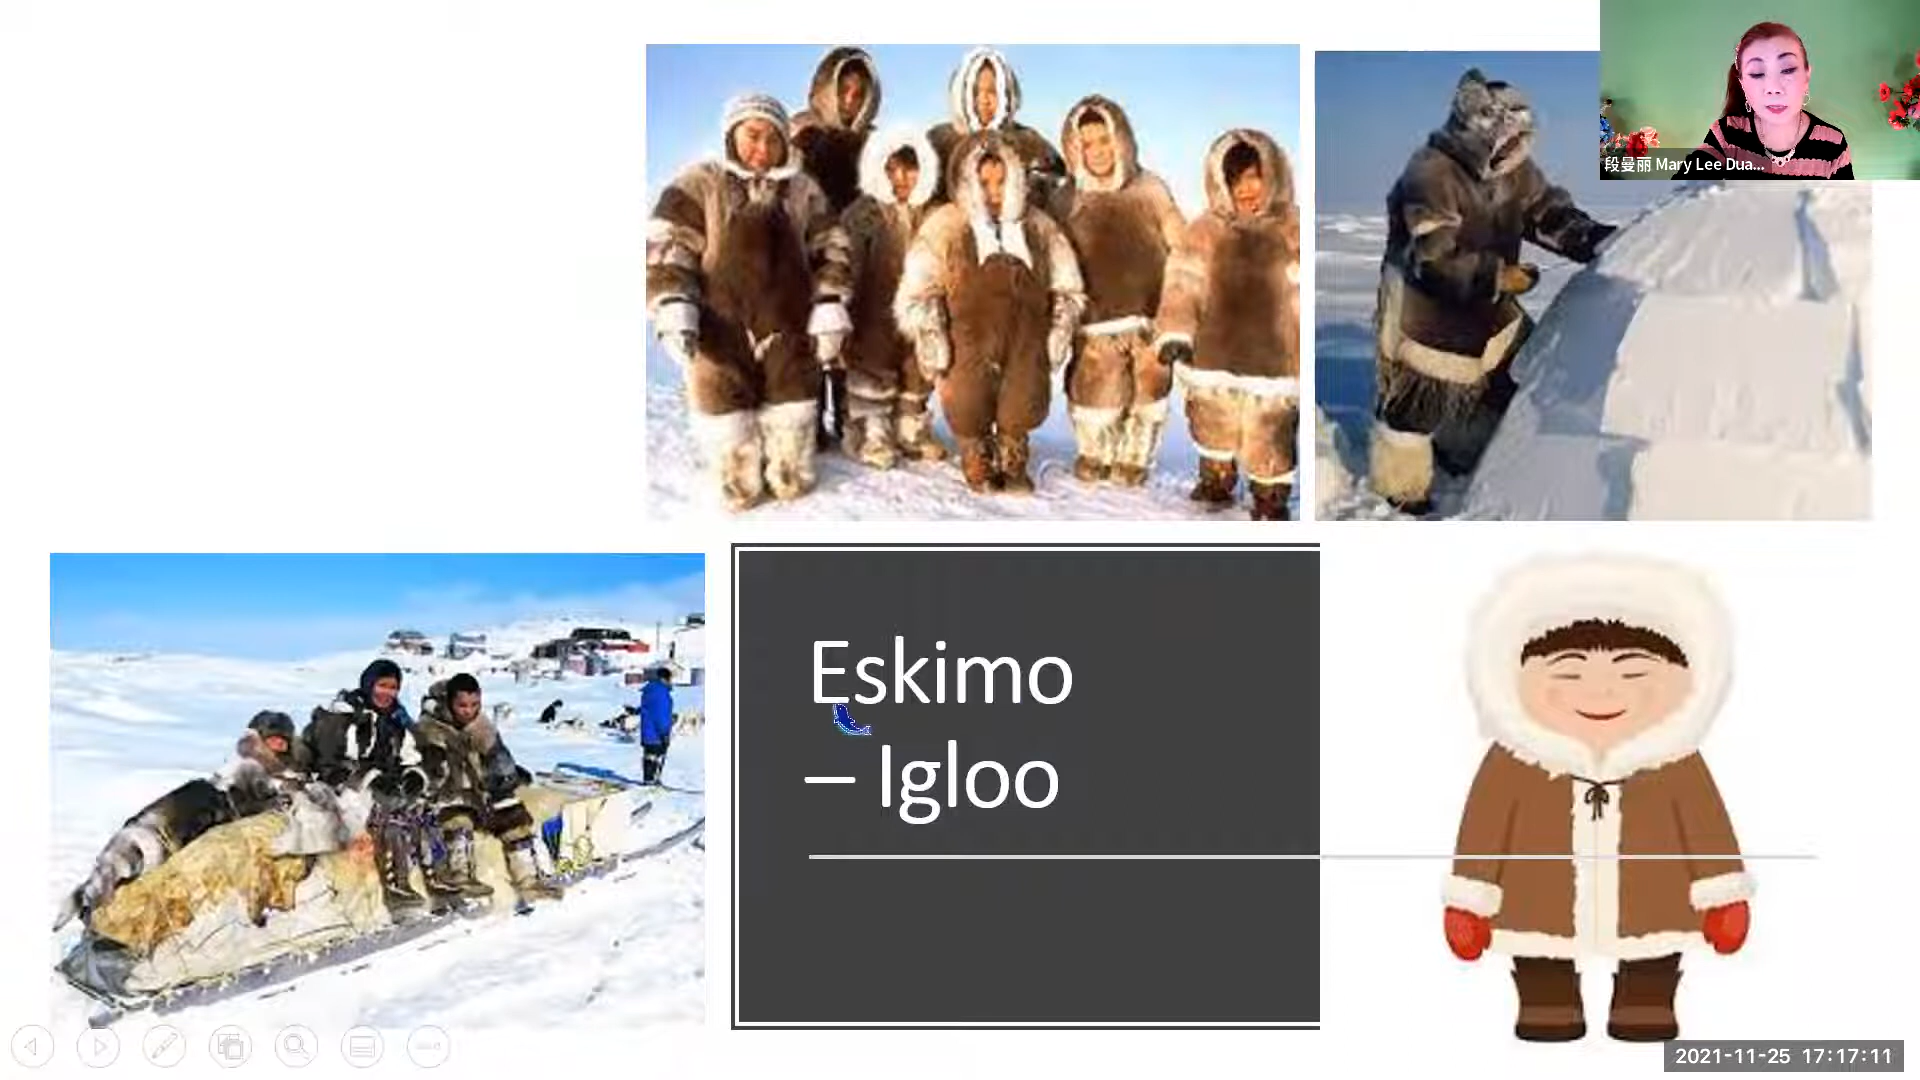 段曼丽 Mary Lee Dua...
Eskimo
– Igloo
2021-11-25 17:17:11